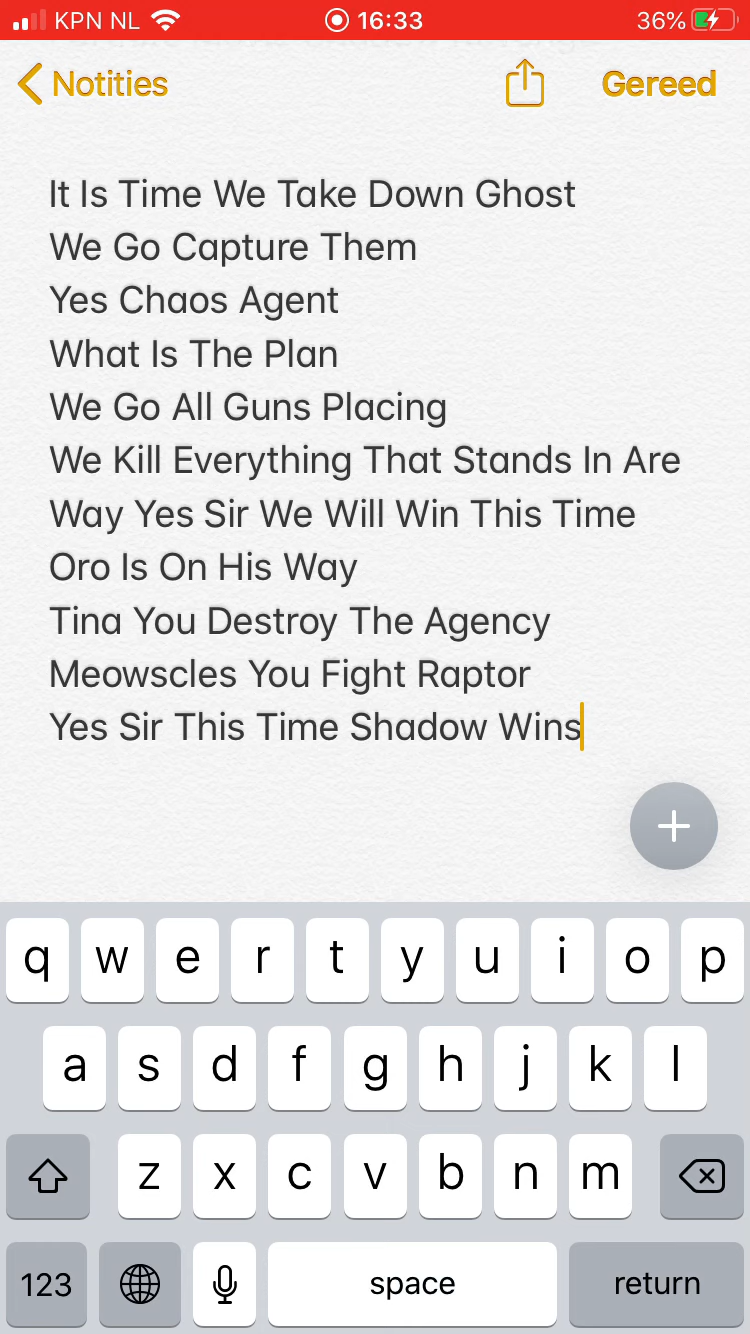 KPN NL 16:33 36%
Notities Gereed
It Is Time We Take Down Ghost
We Go Capture Them
Yes Chaos Agent
What Is The Plan
We Go All Guns Placing
We Kill Everything That Stands In Are
Way Yes Sir We Will Win This Time
Oro Is On His Way
Tina You Destroy The Agency
Meowscles You Fight Raptor
Yes Sir This Time Shadow Wins
q w e r t y u i o p
a s d f g h j k l
z x c v b n m
123 space return